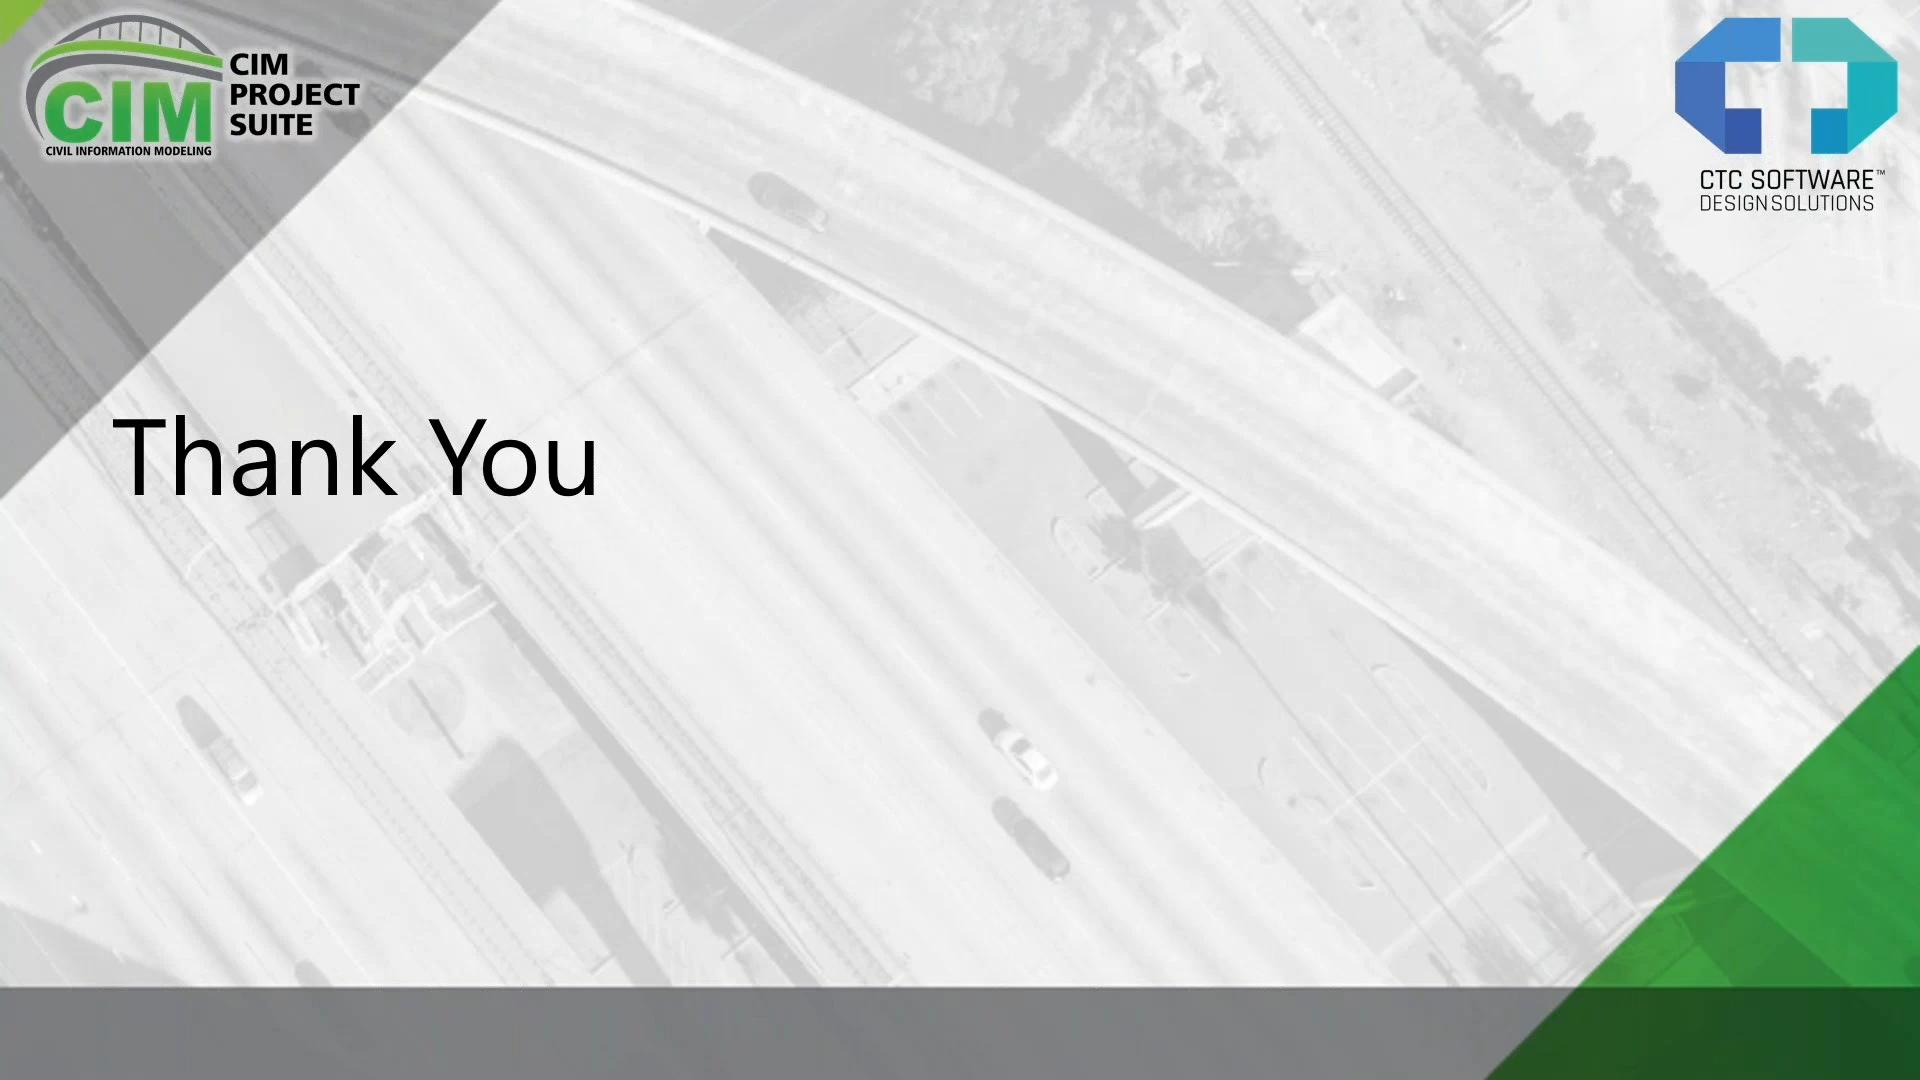 CIM
CIVIL INFORMATION MODELING
CIM
PROJECT
SUITE
CTC SOFTWARE™
DESIGN SOLUTIONS
Thank You